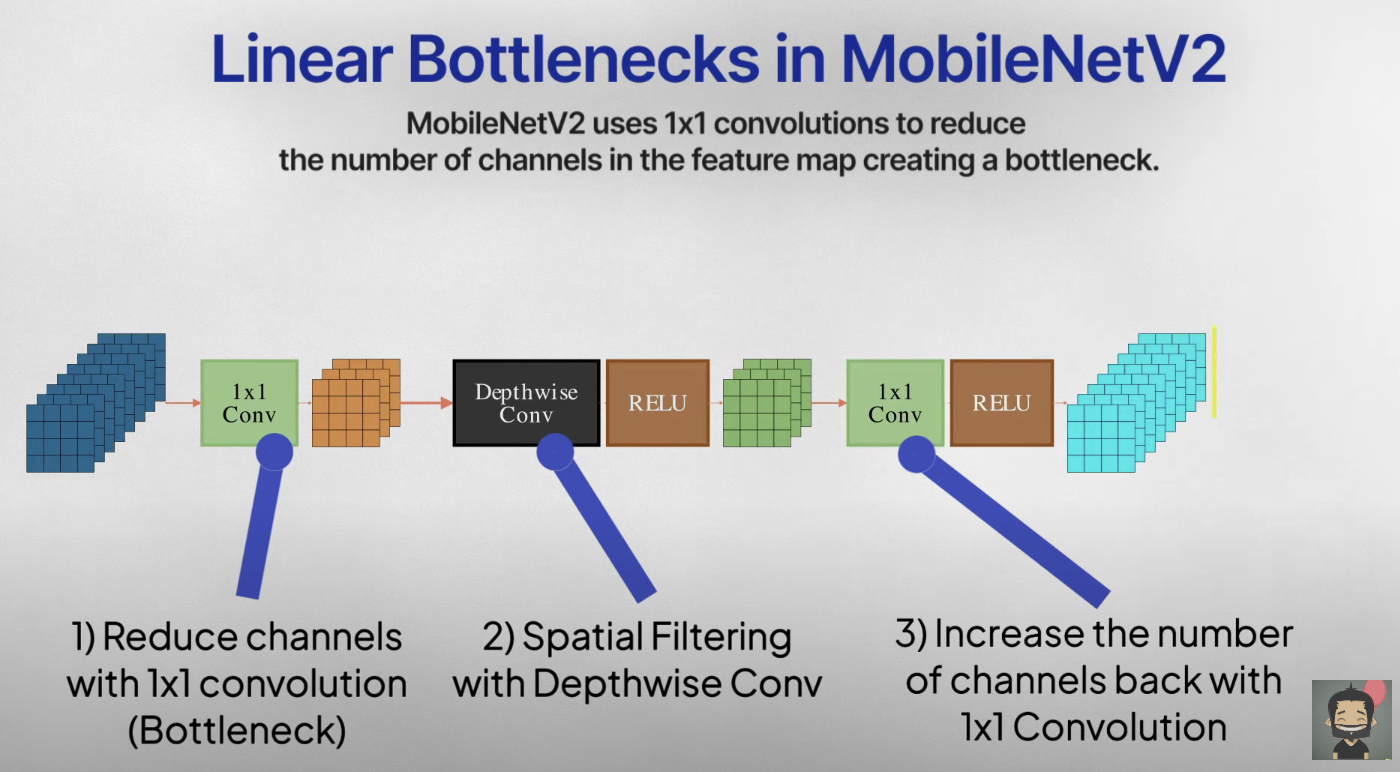 Linear Bottlenecks in MobileNetV2
MobileNetV2 uses 1x1 convolutions to reduce
the number of channels in the feature map creating a bottleneck.
1x1
Conv
Depthwise
Conv
RELU
1x1
Conv
RELU
1) Reduce channels
with 1x1 convolution
(Bottleneck)
2) Spatial Filtering
with Depthwise Conv
3) Increase the number
of channels back with
1x1 Convolution